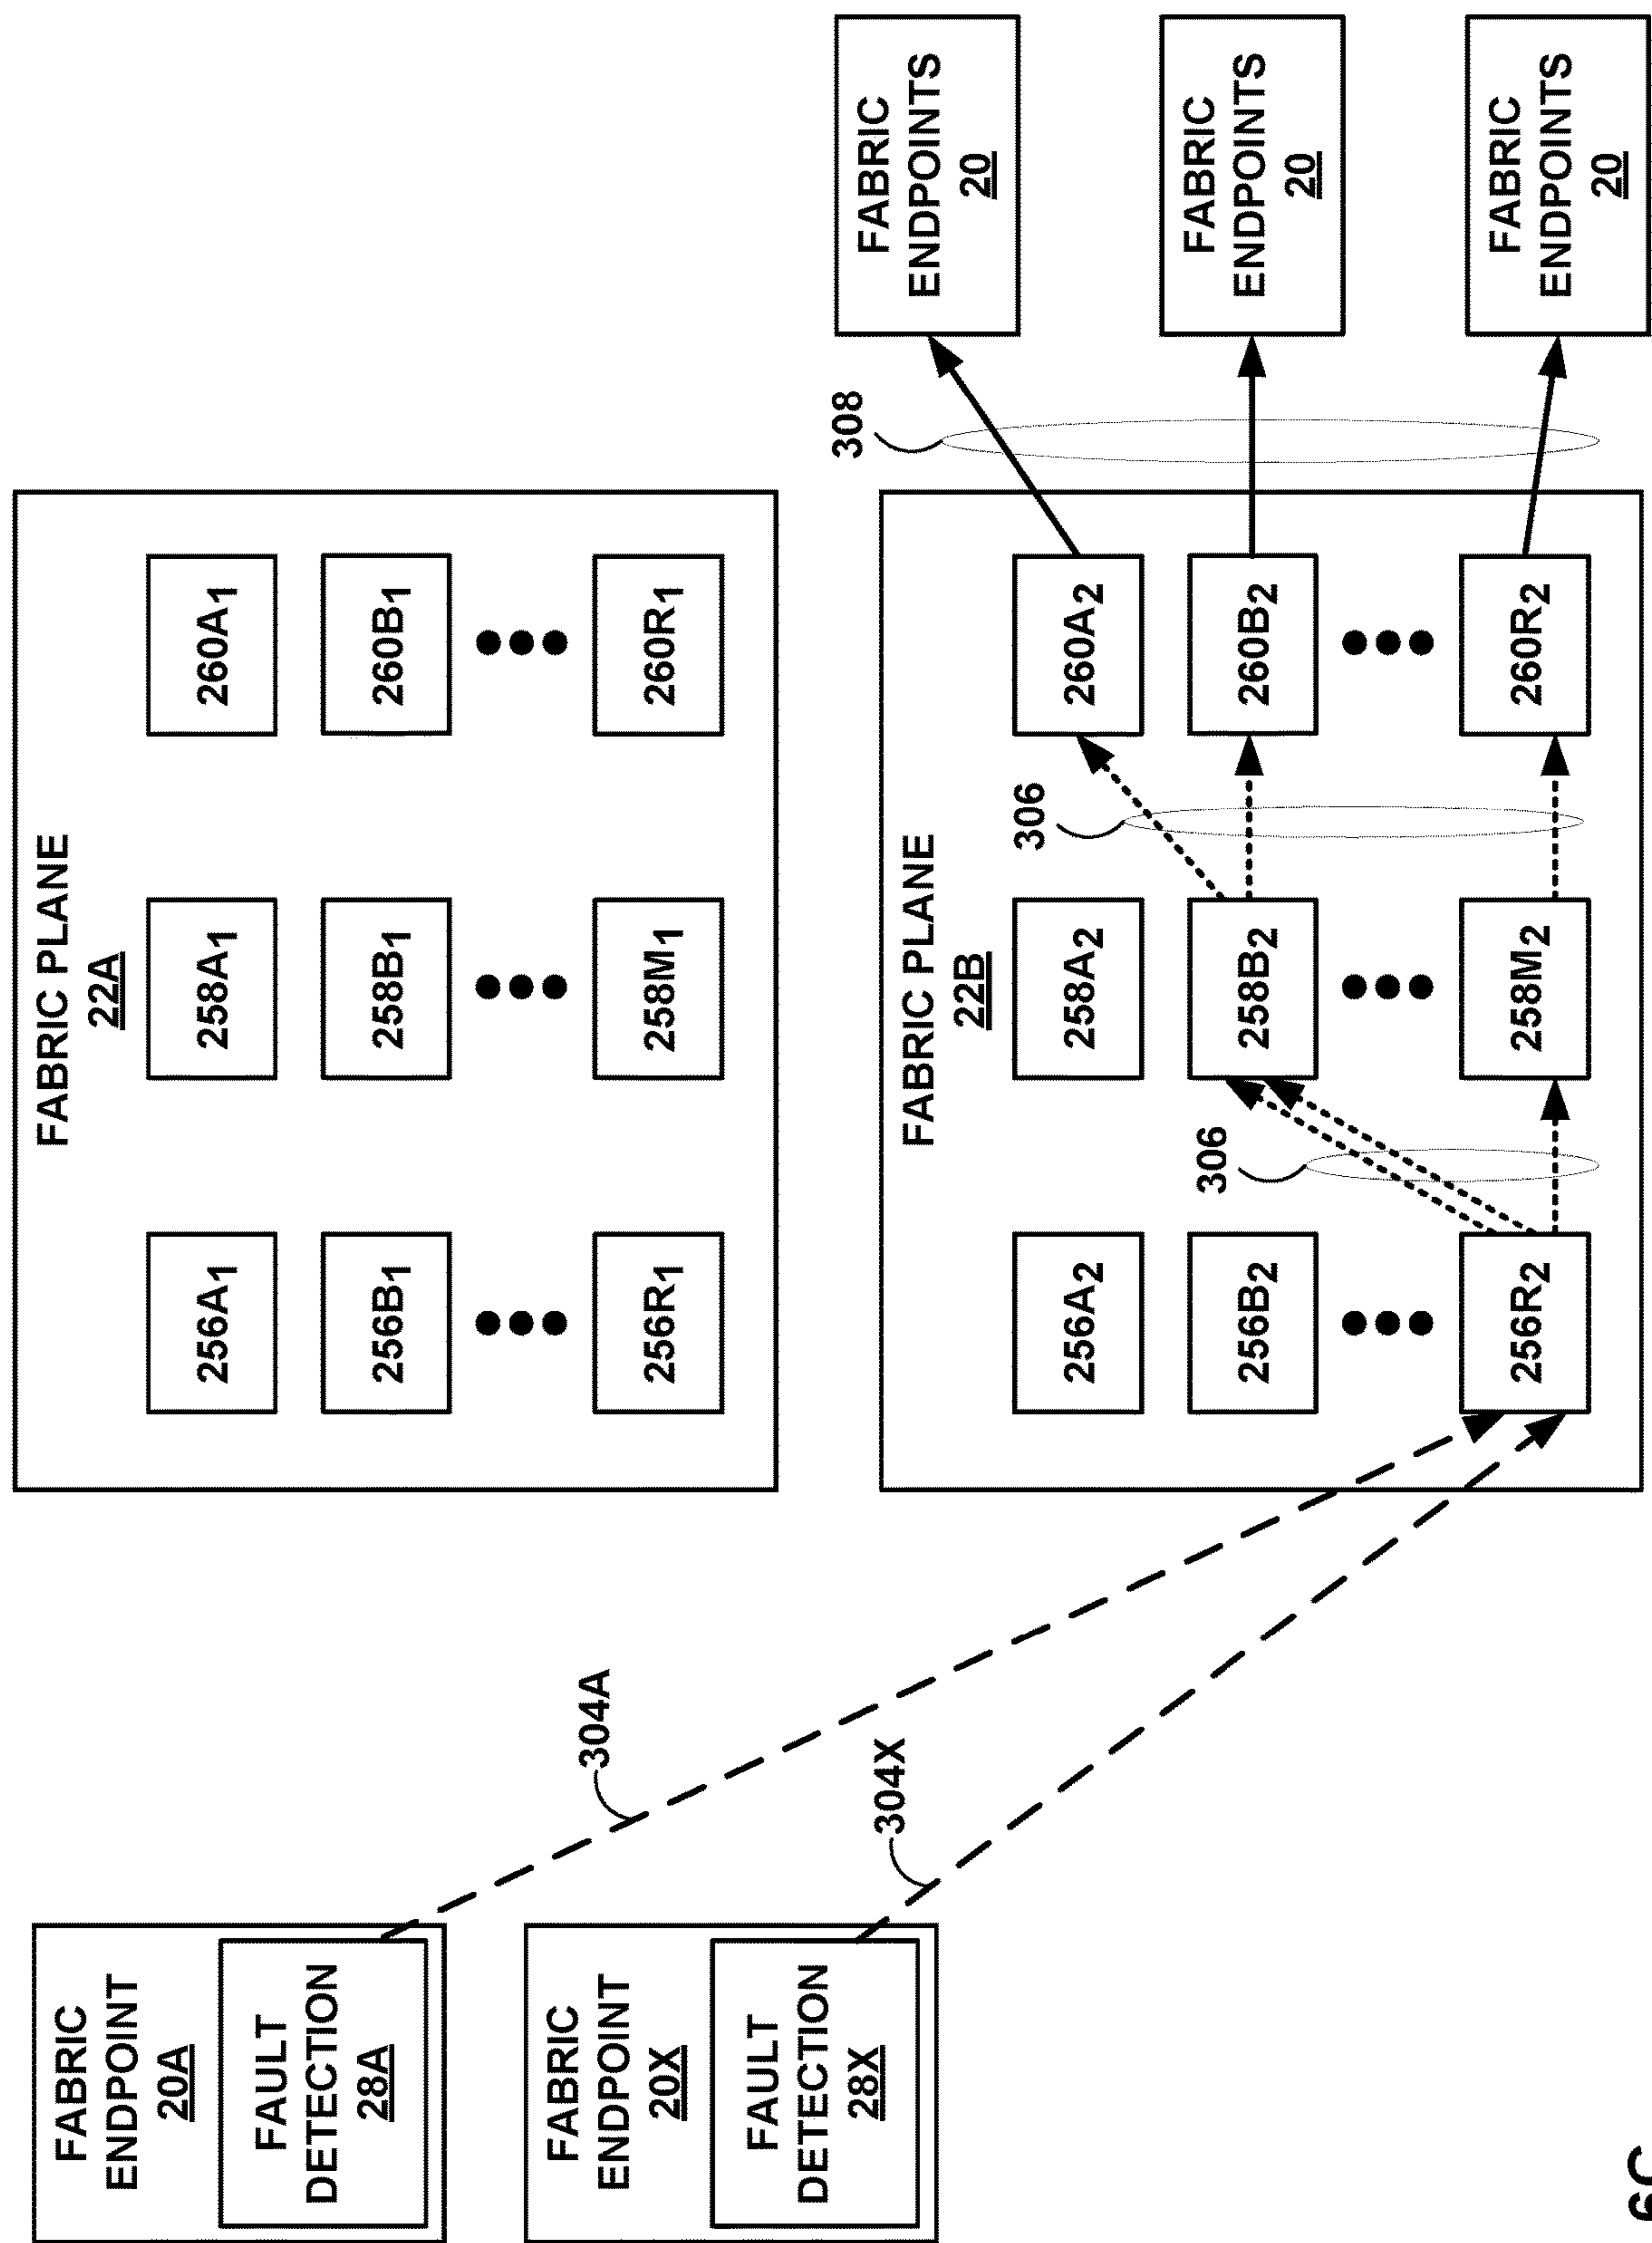 FABRIC
ENDPOINT
20A
FAULT
DETECTION
28A
FABRIC
ENDPOINT
20X
FAULT
DETECTION
28X
304A
304X
FABRIC PLANE
22A
256A1
258A1
260A1
256B1
258B1
260B1
256R1
258M1
260R1
FABRIC PLANE
22B
256A2
258A2
260A2
256B2
258B2
260B2
256R2
258M2
260R2
306
306
308
FABRIC
ENDPOINTS
20
FABRIC
ENDPOINTS
20
FABRIC
ENDPOINTS
20
6C